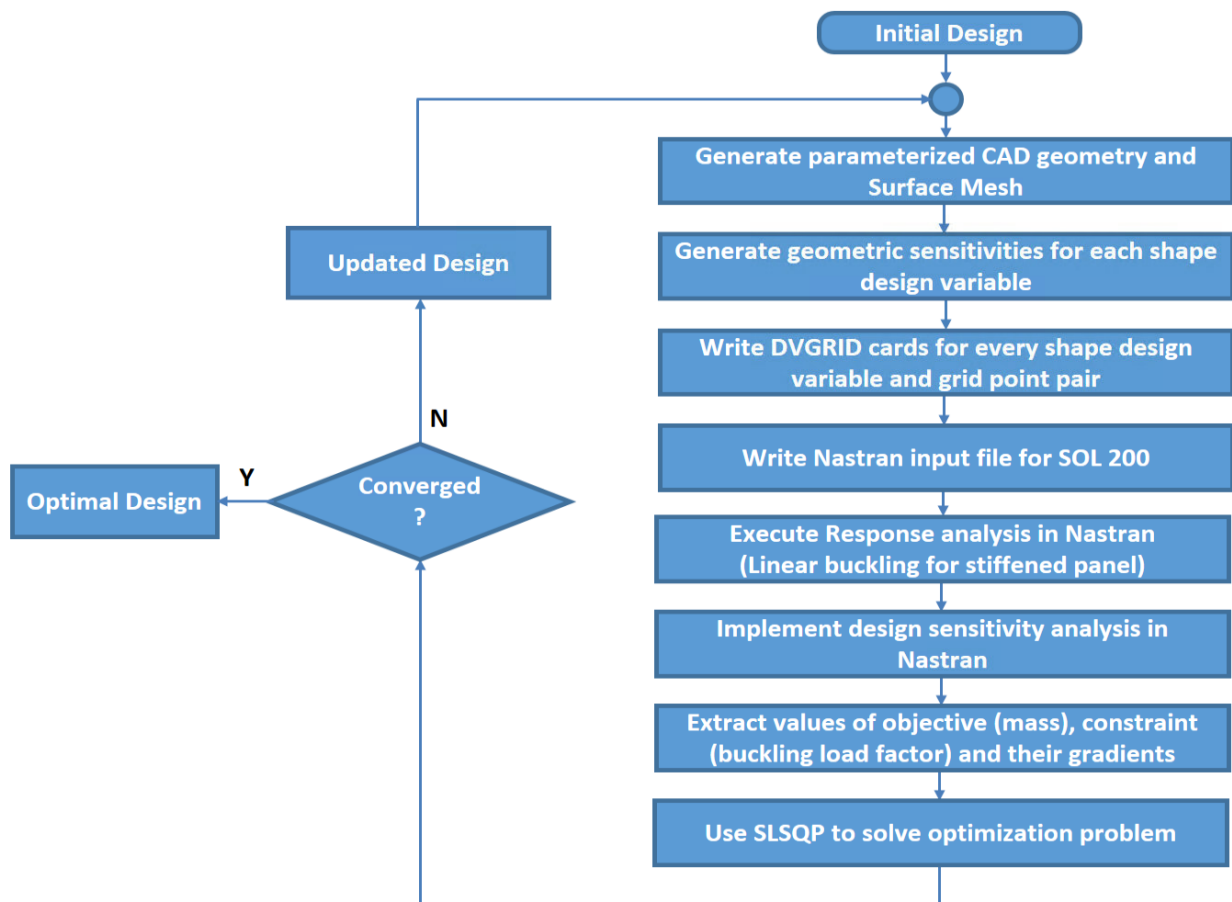 Initial Design
Generate parameterized CAD geometry and
Surface Mesh
Generate geometric sensitivities for each shape
design variable
Write DVGRID cards for every shape design
variable and grid point pair
Write Nastran input file for SOL 200
Execute Response analysis in Nastran
(Linear buckling for stiffened panel)
Implement design sensitivity analysis in
Nastran
Extract values of objective (mass), constraint
(buckling load factor) and their gradients
Use SLSQP to solve optimization problem
Converged
?
N
Updated Design
Y
Optimal Design